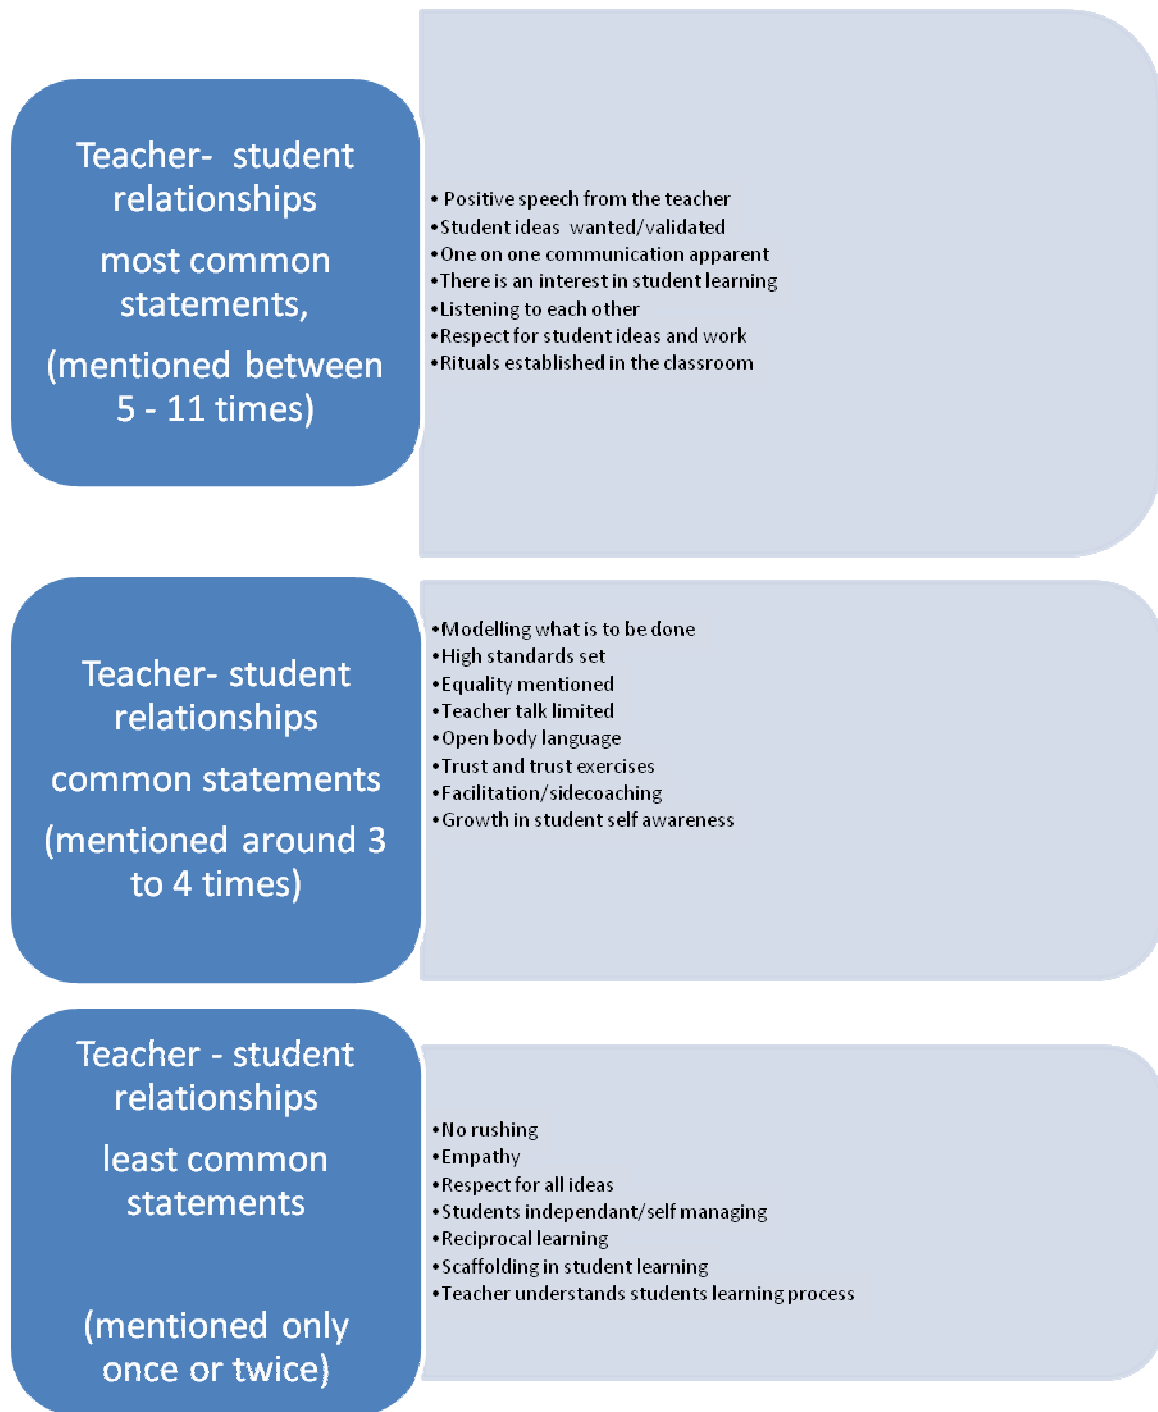 Teacher- student
relationships
most common
statements,
(mentioned between
5 - 11 times)
• Positive speech from the teacher
•Student ideas wanted/validated
•One on one communication apparent
•There is an interest in student learning
•Listening to each other
•Respect for student ideas and work
•Rituals established in the classroom
Teacher- student
relationships
common statements
(mentioned around 3
to 4 times)
•Modelling what is to be done
•High standards set
•Equality mentioned
•Teacher talk limited
•Open body language
•Trust and trust exercises
•Facilitation/sidecoaching
•Growth in student self awareness
Teacher - student
relationships
least common
statements
(mentioned only
once or twice)
•No rushing
•Empathy
•Respect for all ideas
•Students independant/self managing
•Reciprocal learning
•Scaffolding in student learning
•Teacher understands students learning process